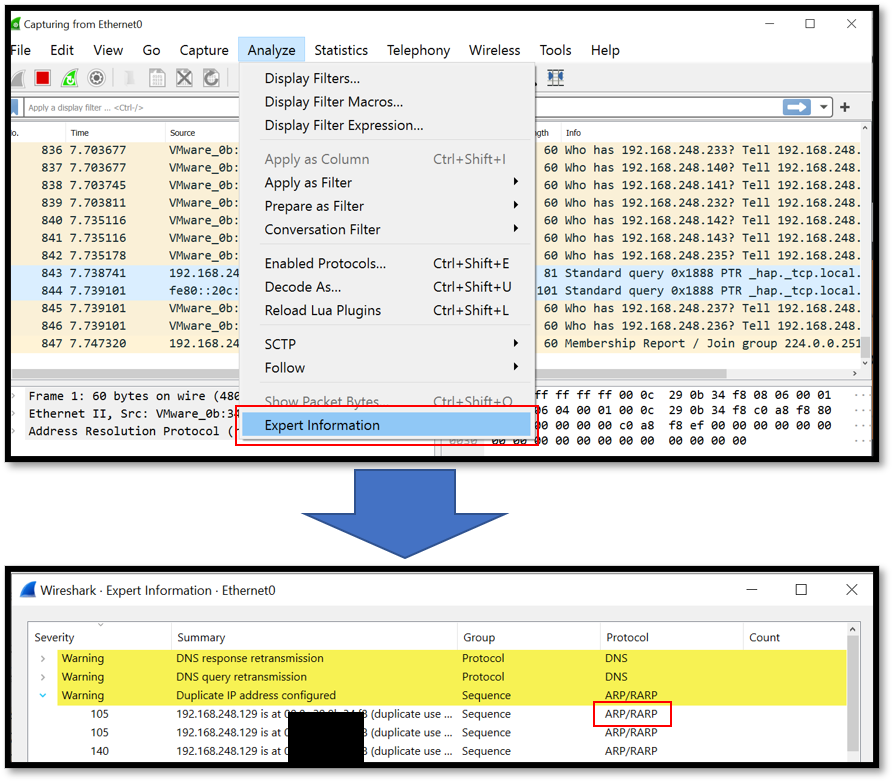 Capturing from Ethernet0
File Edit View Go Capture Analyze Statistics Telephony Wireless Tools Help
Apply a display filter ... <Ctrl-/>
Time Source Info
836 7.703677 VMware_0b: 60 Who has 192.168.248.233? Tell 192.168.248.
837 7.703677 VMware_0b: 60 Who has 192.168.248.140? Tell 192.168.248.
838 7.703745 VMware_0b: 60 Who has 192.168.248.141? Tell 192.168.248.
839 7.703811 VMware_0b: 60 Who has 192.168.248.232? Tell 192.168.248.
840 7.735116 VMware_0b: 60 Who has 192.168.248.142? Tell 192.168.248.
841 7.735116 VMware_0b: 60 Who has 192.168.248.143? Tell 192.168.248.
842 7.735178 VMware_0b: 60 Who has 192.168.248.235? Tell 192.168.248.
843 7.738741 192.168.24 81 Standard query 0x1888 PTR _hap._tcp.local.
844 7.739101 fe80::20c: 101 Standard query 0x1888 PTR _hap._tcp.local.
845 7.739101 VMware_0b: 60 Who has 192.168.248.237? Tell 192.168.248.
846 7.739101 VMware_0b: 60 Who has 192.168.248.236? Tell 192.168.248.
847 7.747320 192.168.24 60 Membership Report / Join group 224.0.0.251
Display Filters...
Display Filter Macros...
Display Filter Expression...
Apply as Column Ctrl+Shift+I
Apply as Filter
Prepare as Filter
Conversation Filter
Enabled Protocols... Ctrl+Shift+E
Decode As... Ctrl+Shift+U
Reload Lua Plugins Ctrl+Shift+L
SCTP
Follow
Show Packet Bytes... Ctrl+Shift+O
Expert Information
Frame 1: 60 bytes on wire (480
Ethernet II, Src: VMware_0b:34
Address Resolution Protocol (
ff ff ff ff 00 0c 29 0b 34 f8 08 06 00 01
06 04 00 01 00 0c 29 0b 34 f8 c0 a8 f8 80
00 00 00 00 c0 a8 f8 ef 00 00 00 00 00 00
00 00 00 00 00 00 00 00 00 00 00 00
Wireshark · Expert Information · Ethernet0
Severity Summary Group Protocol Count
Warning DNS response retransmission Protocol DNS
Warning DNS query retransmission Protocol DNS
Warning Duplicate IP address configured Sequence ARP/RARP
105 192.168.248.129 is at (duplicate use ... Sequence ARP/RARP
105 192.168.248.129 is at (duplicate use ... Sequence ARP/RARP
140 192.168.248.129 is at (duplicate use ... Sequence ARP/RARP